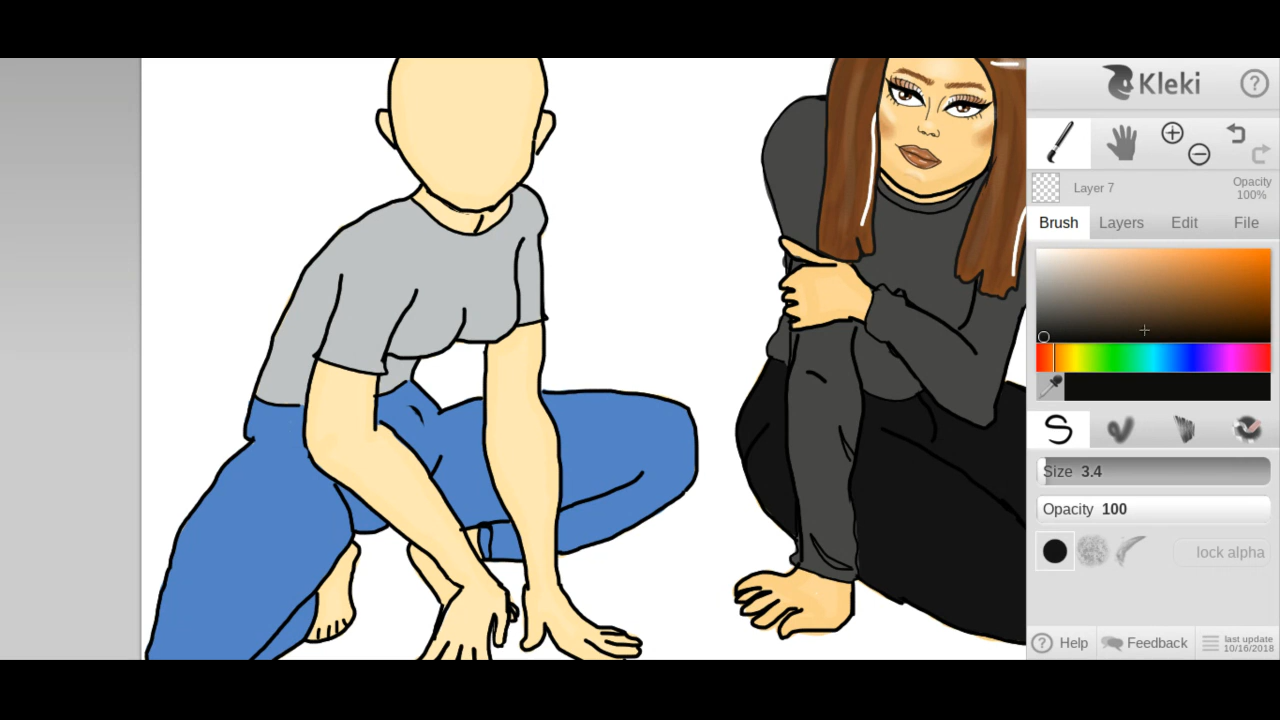 Kleki
Layer 7
Opacity
100%
Brush Layers Edit File
Size 3.4
Opacity 100
lock alpha
Help
Feedback
last update
10/16/2018